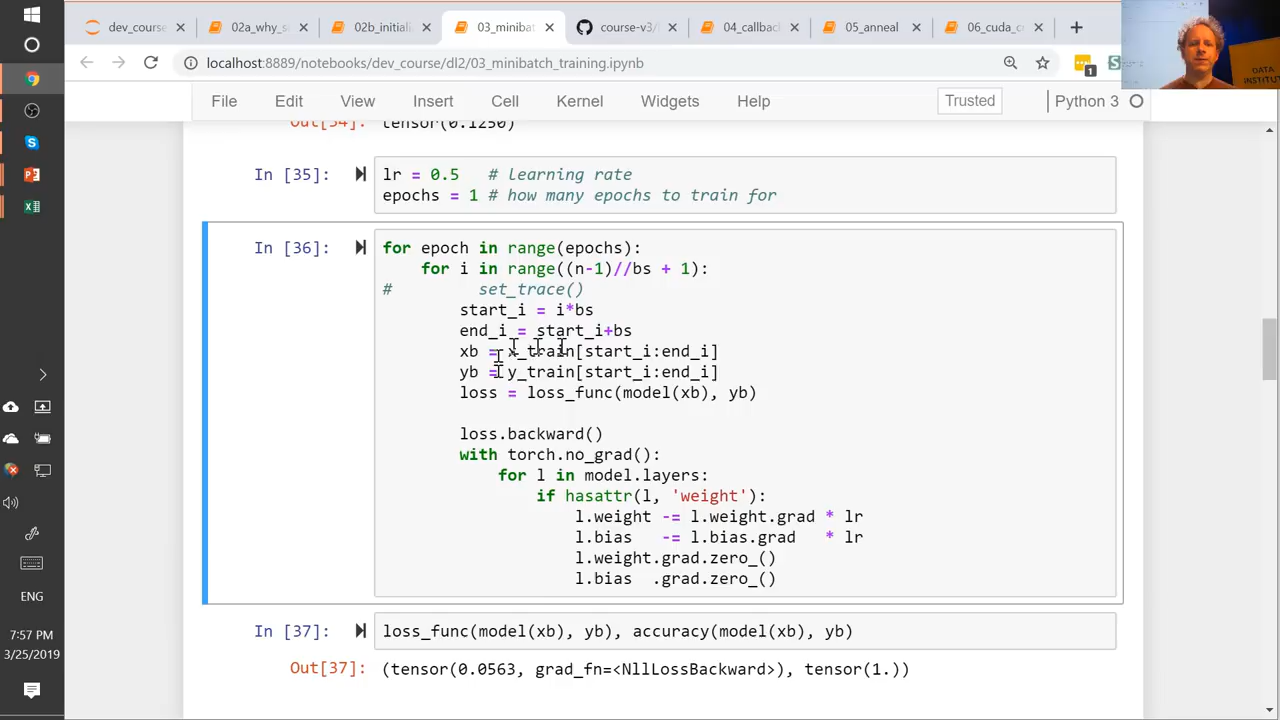 dev_course
02a_why_s
02b_initiali
03_minibat
course-v3/
04_callbac
05_anneal
06_cuda_c
localhost:8889/notebooks/dev_course/dl2/03_minibatch_training.ipynb
1
DATA
INSTITUT
File Edit View Insert Cell Kernel Widgets Help Trusted Python 3
Out[34]: tensor(0.1250)
In [35]: lr = 0.5 # learning rate
epochs = 1 # how many epochs to train for
In [36]: for epoch in range(epochs):
for i in range((n-1)//bs + 1):
# set_trace()
start_i = i*bs
end_i = start_i+bs
xb = x_train[start_i:end_i]
yb = y_train[start_i:end_i]
loss = loss_func(model(xb), yb)
loss.backward()
with torch.no_grad():
for l in model.layers:
if hasattr(l, 'weight'):
l.weight -= l.weight.grad * lr
l.bias -= l.bias.grad * lr
l.weight.grad.zero_()
l.bias .grad.zero_()
In [37]: loss_func(model(xb), yb), accuracy(model(xb), yb)
Out[37]: (tensor(0.0563, grad_fn=<NllLossBackward>), tensor(1.))
ENG
7:57 PM
3/25/2019